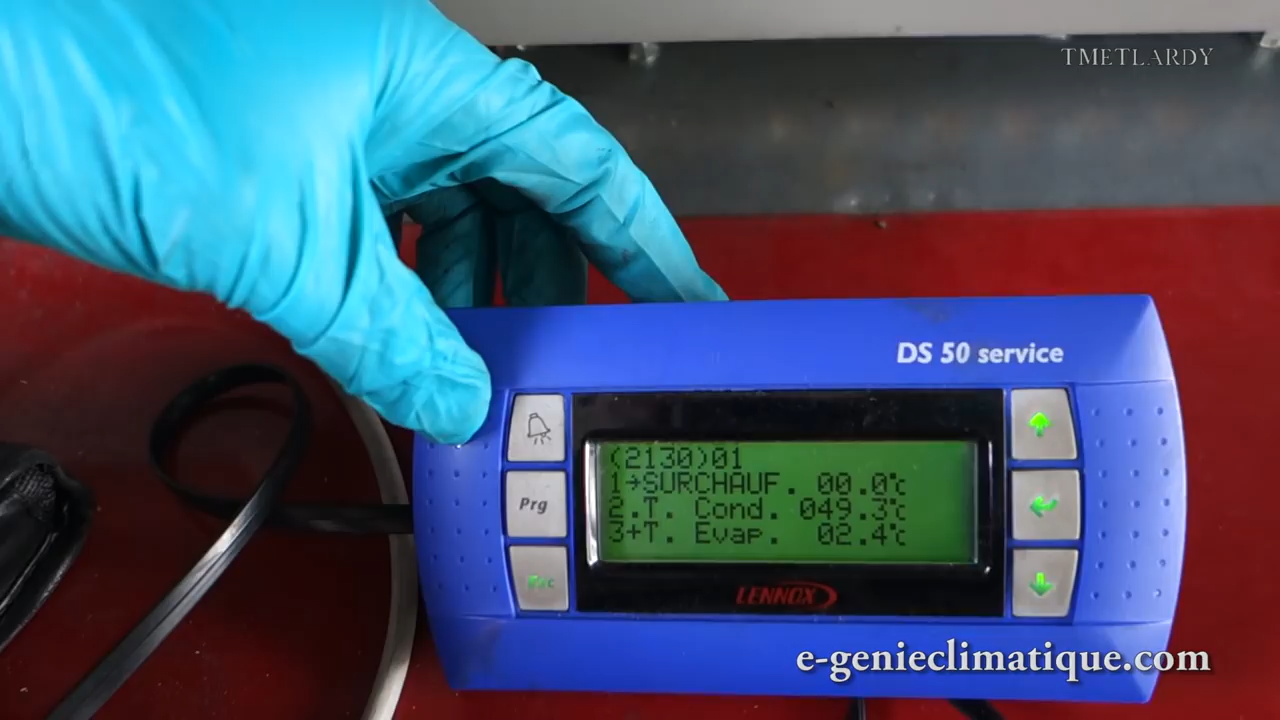 TMETLARDY
DS 50 service
(2130)01
1→SURCHAUF. 00.0℃
2.T. Cond. 049.3℃
3+T. Evap. 02.4℃
Prg
Esc
LENNOX
e-genieclimatique.com